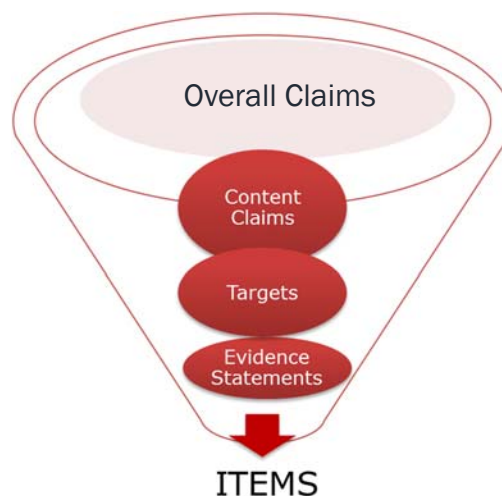 Overall Claims
Content
Claims
Targets
Evidence
Statements
ITEMS